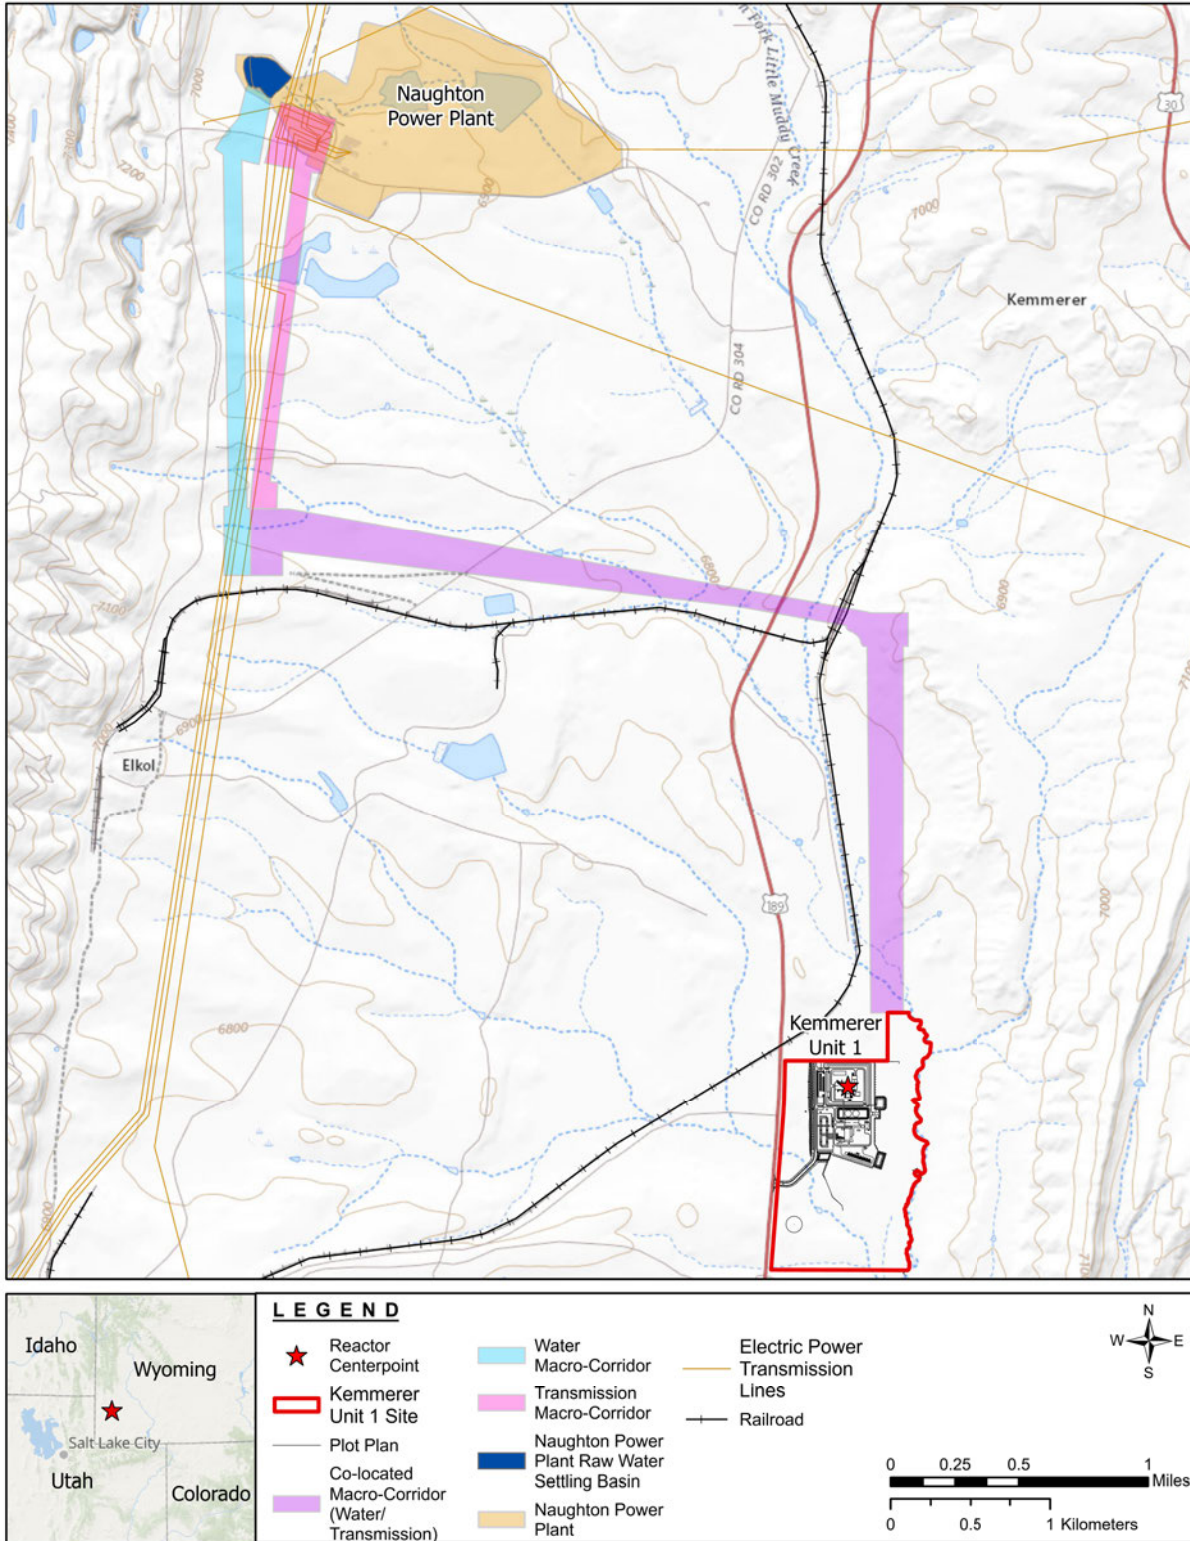 n Fork Little Muddy Creek
7000
30
Naughton
Power Plant
7300
7200
6900
CO RD 302
7000
Kemmerer
CO RD 304
6800
6900
7100
7000
6900
Elkol
7100
189
7000
6800
Kemmerer
Unit 1
6900
710
LEGEND
Idaho
Wyoming
Salt Lake City
Utah
Colorado
Reactor
Centerpoint
Kemmerer
Unit 1 Site
Plot Plan
Co-located
Macro-Corridor
(Water/
Transmission)
Water
Macro-Corridor
Transmission
Macro-Corridor
Naughton Power
Plant Raw Water
Settling Basin
Naughton Power
Plant
Electric Power
Transmission
Lines
Railroad
N
W E
S
0 0.25 0.5 1
Miles
0 0.5 1 Kilometers